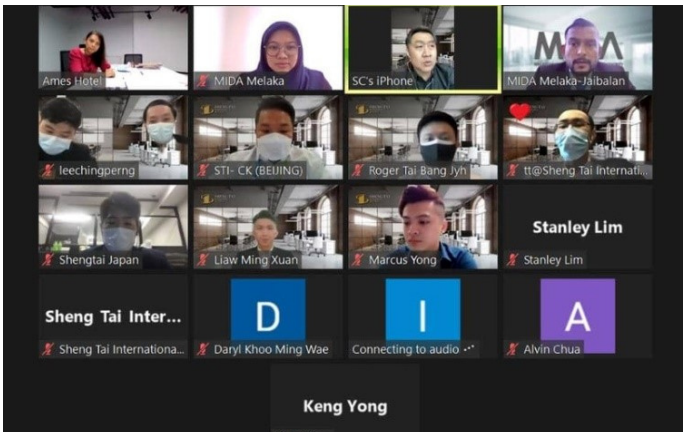 MIDA
Ames Hotel
MIDA Melaka
SC's iPhone
MIDA Melaka-Jaibalan
leechingperng
STI- CK (BEIJING)
Roger Tai Bang Jyh
tt@Sheng Tai Internati...
Shengtai Japan
Liaw Ming Xuan
Marcus Yong
Stanley Lim
Stanley Lim
Sheng Tai Inter...
Sheng Tai Internationa...
D
Daryl Khoo Ming Wae
I
Connecting to audio ···
A
Alvin Chua
Keng Yong